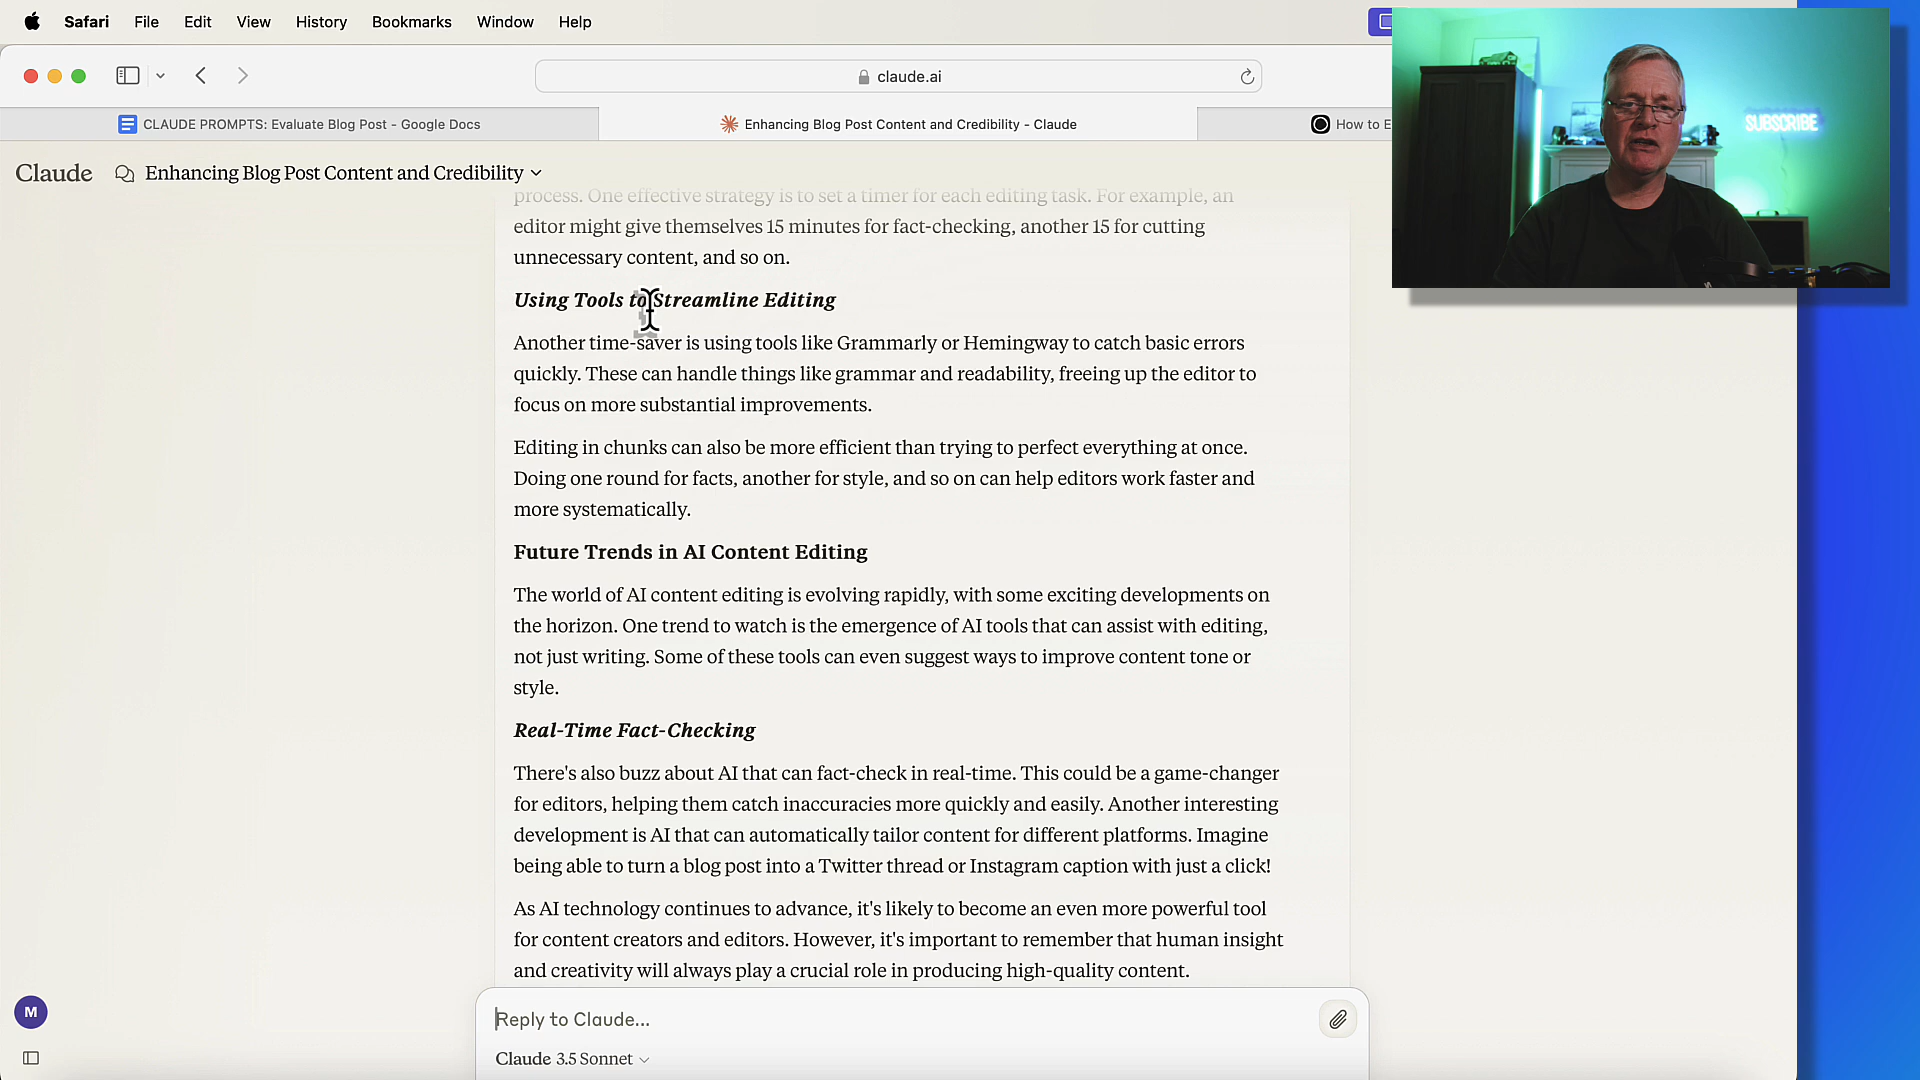 Safari File Edit View History Bookmarks Window Help
claude.ai
CLAUDE PROMPTS: Evaluate Blog Post - Google Docs
Enhancing Blog Post Content and Credibility - Claude
How to E
SUBSCRIBE
Claude
Enhancing Blog Post Content and Credibility
process. One effective strategy is to set a timer for each editing task. For example, an
editor might give themselves 15 minutes for fact-checking, another 15 for cutting
unnecessary content, and so on.
Using Tools to Streamline Editing
Another time-saver is using tools like Grammarly or Hemingway to catch basic errors
quickly. These can handle things like grammar and readability, freeing up the editor to
focus on more substantial improvements.
Editing in chunks can also be more efficient than trying to perfect everything at once.
Doing one round for facts, another for style, and so on can help editors work faster and
more systematically.
Future Trends in AI Content Editing
The world of AI content editing is evolving rapidly, with some exciting developments on
the horizon. One trend to watch is the emergence of AI tools that can assist with editing,
not just writing. Some of these tools can even suggest ways to improve content tone or
style.
Real-Time Fact-Checking
There's also buzz about AI that can fact-check in real-time. This could be a game-changer
for editors, helping them catch inaccuracies more quickly and easily. Another interesting
development is AI that can automatically tailor content for different platforms. Imagine
being able to turn a blog post into a Twitter thread or Instagram caption with just a click!
As AI technology continues to advance, it's likely to become an even more powerful tool
for content creators and editors. However, it's important to remember that human insight
and creativity will always play a crucial role in producing high-quality content.
M
Reply to Claude...
Claude 3.5 Sonnet